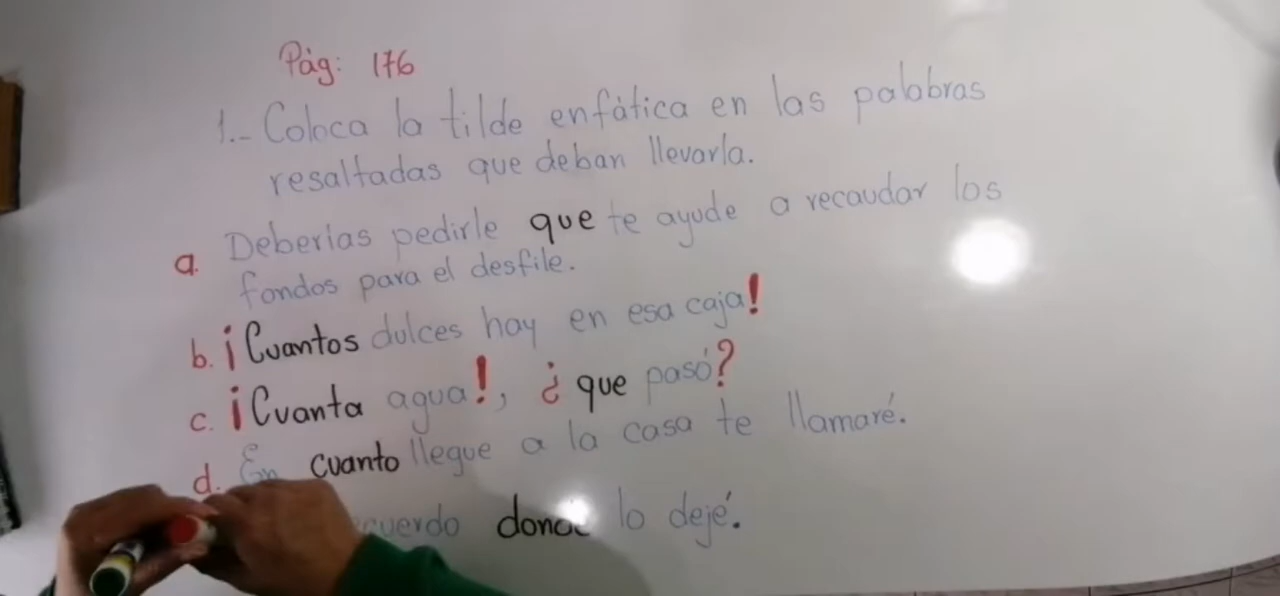 Pág: 176
1.- Coloca la tilde enfática en las palabras
resaltadas que deban llevarla.
a. Deberías pedirle que te ayude a recaudar los
fondos para el desfile.
b. ¡Cuantos dulces hay en esa caja!
c. ¡Cuanta agua!, ¿que pasó?
d. En cuanto llegue a la casa te llamaré.
donde lo dejé.